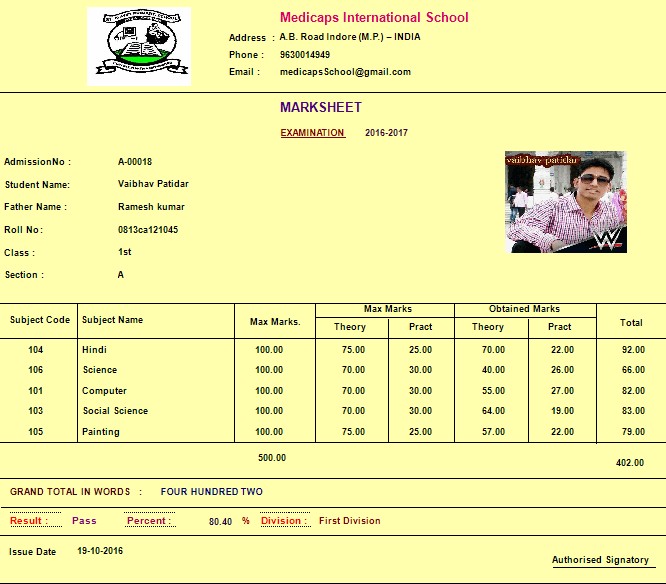 Medicaps International School
Address : A.B. Road Indore (M.P.) – INDIA
Phone : 9630014949
Email : medicapsSchool@gmail.com
MARKSHEET
EXAMINATION 2016-2017
AdmissionNo : A-00018
Student Name: Vaibhav Patidar
Father Name : Ramesh kumar
Roll No: 0813ca121045
Class : 1st
Section : A
vaibhav patidar
Subject Code Subject Name Max Marks. Max Marks Obtained Marks Total
Theory Pract Theory Pract
104 Hindi 100.00 75.00 25.00 70.00 22.00 92.00
106 Science 100.00 70.00 30.00 40.00 26.00 66.00
101 Computer 100.00 70.00 30.00 55.00 27.00 82.00
103 Social Science 100.00 70.00 30.00 64.00 19.00 83.00
105 Painting 100.00 75.00 25.00 57.00 22.00 79.00
500.00 402.00
GRAND TOTAL IN WORDS : FOUR HUNDRED TWO
Result : Pass Percent : 80.40 % Division : First Division
Issue Date 19-10-2016
Authorised Signatory